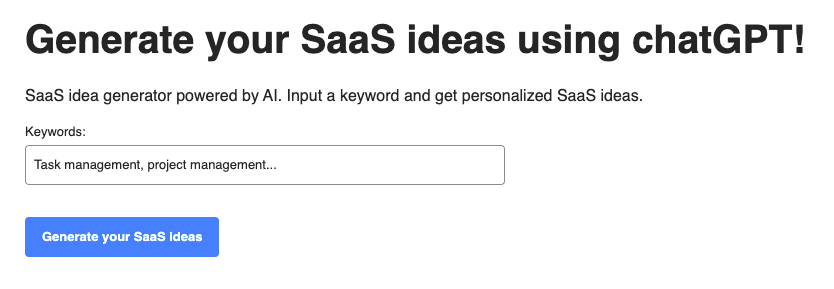 Generate your SaaS ideas using chatGPT!
SaaS idea generator powered by AI. Input a keyword and get personalized SaaS ideas.
Keywords:
Task management, project management...
Generate your SaaS ideas